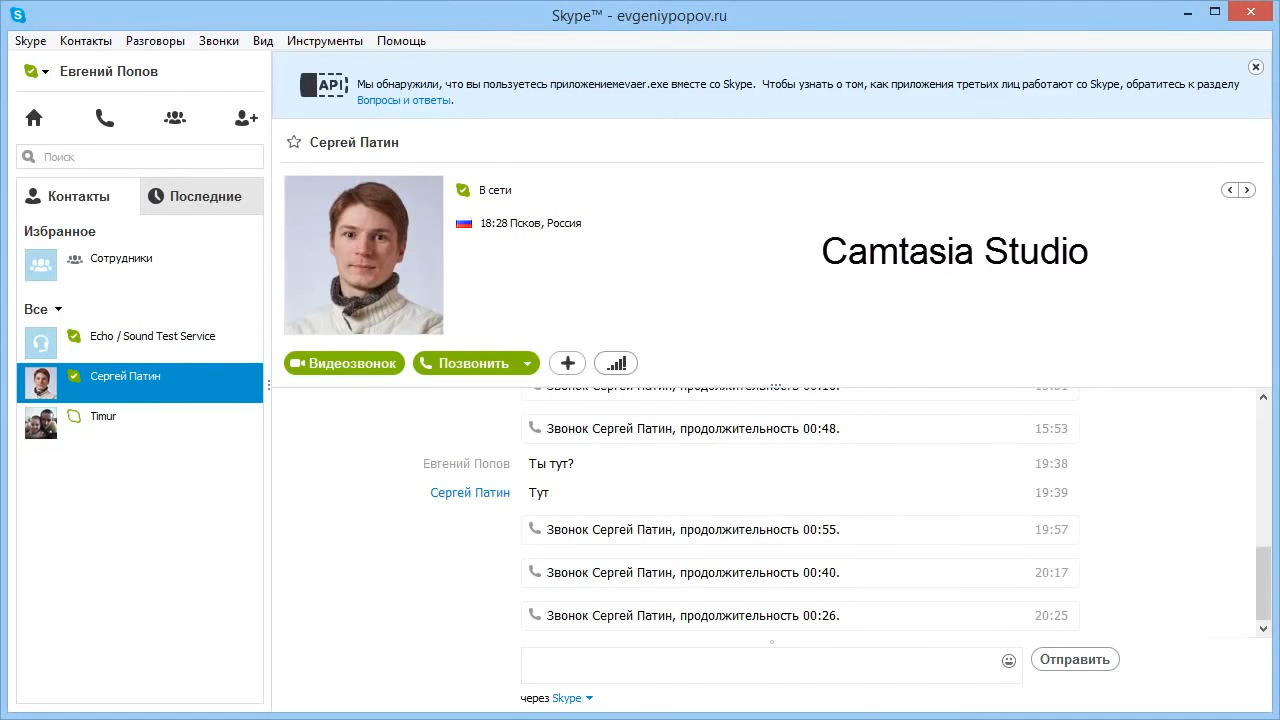 Skype™ - evgeniypopov.ru
Skype Контакты Разговоры Звонки Вид Инструменты Помощь
Евгений Попов
API
Мы обнаружили, что вы пользуетесь приложениемevaer.exe вместе со Skype. Чтобы узнать о том, как приложения третьих лиц работают со Skype, обратитесь к разделу
Вопросы и ответы.
Поиск
Контакты
Последние
Избранное
Сотрудники
Все
Echo / Sound Test Service
Сергей Патин
Timur
Сергей Патин
В сети
18:28 Псков, Россия
Camtasia Studio
Видеозвонок
Позвонить
Звонок Сергей Патин, продолжительность 00:48. 15:53
Евгений Попов Ты тут? 19:38
Сергей Патин Тут 19:39
Звонок Сергей Патин, продолжительность 00:55. 19:57
Звонок Сергей Патин, продолжительность 00:40. 20:17
Звонок Сергей Патин, продолжительность 00:26. 20:25
Отправить
через Skype